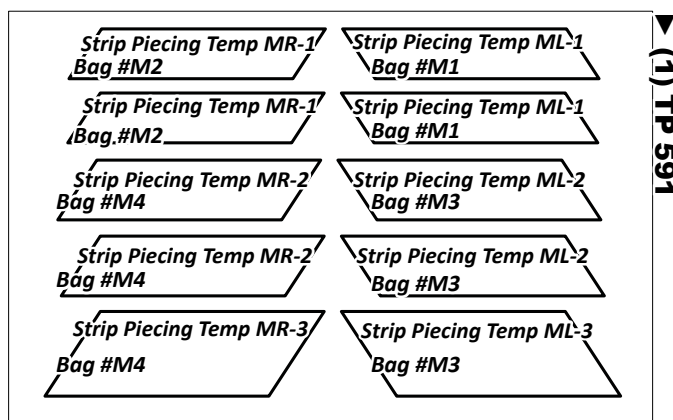 Strip Piecing Temp MR-1
Bag #M2
Strip Piecing Temp ML-1
Bag #M1
Strip Piecing Temp MR-1
Bag.#M2
Strip Piecing Temp ML-1
Bag #M1
Strip Piecing Temp MR-2
Bag #M4
Strip Piecing Temp ML-2
Bag #M3
Strip Piecing Temp MR-2
Bag #M4
Strip Piecing Temp ML-2
Bag #M3
Strip Piecing Temp MR-3
Bag #M4
Strip Piecing Temp ML-3
Bag #M3
▼ (1) TP 591